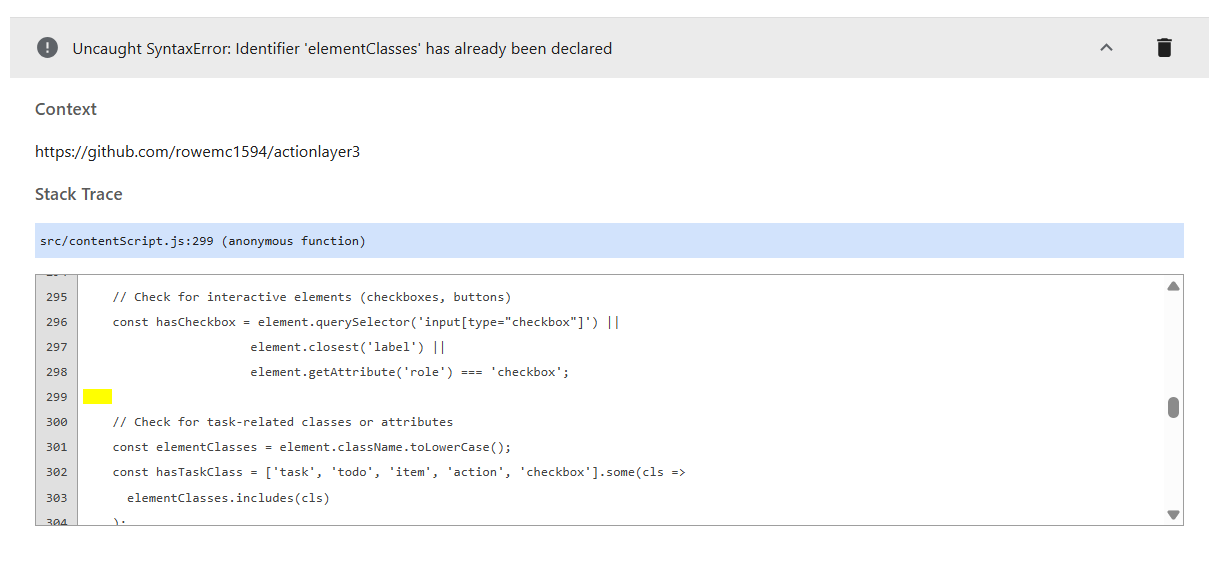 Uncaught SyntaxError: Identifier 'elementClasses' has already been declared
Context
https://github.com/rowemc1594/actionlayer3
Stack Trace
src/contentScript.js:299 (anonymous function)
295 // Check for interactive elements (checkboxes, buttons)
296 const hasCheckbox = element.querySelector('input[type="checkbox"]') ||
297 element.closest('label') ||
298 element.getAttribute('role') === 'checkbox';
299
300 // Check for task-related classes or attributes
301 const elementClasses = element.className.toLowerCase();
302 const hasTaskClass = ['task', 'todo', 'item', 'action', 'checkbox'].some(cls =>
303 elementClasses.includes(cls)
304 );